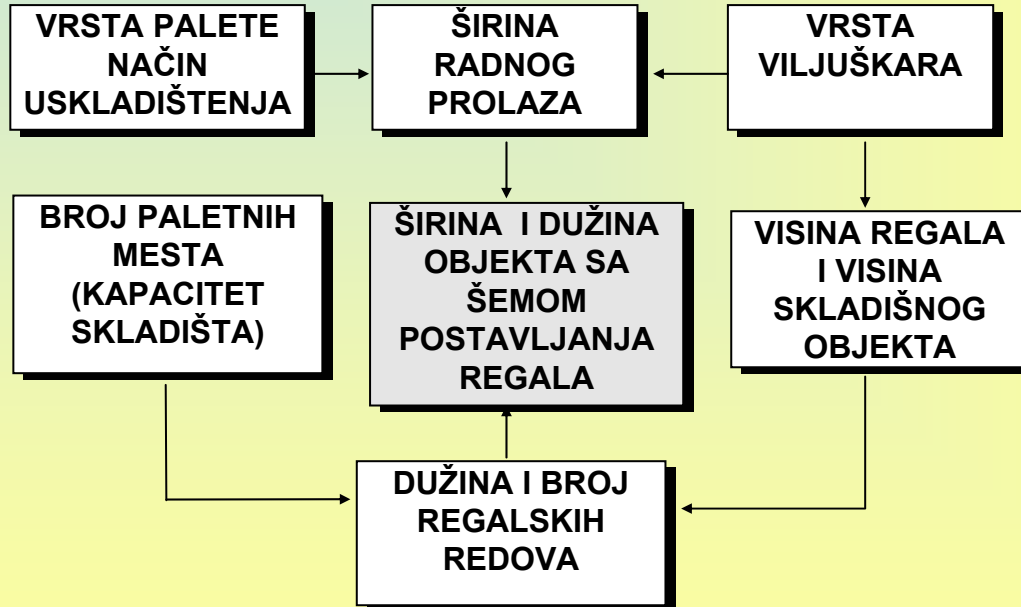 VRSTA PALETE
NAČIN
USKLADIŠTENJA
ŠIRINA
RADNOG
PROLAZA
VRSTA
VILJUŠKARA
BROJ PALETNIH
MESTA
(KAPACITET
SKLADIŠTA)
ŠIRINA I DUŽINA
OBJEKTA SA
ŠEMOM
POSTAVLJANJA
REGALA
VISINA REGALA
I VISINA
SKLADIŠNOG
OBJEKTA
DUŽINA I BROJ
REGALSKIH
REDOVA